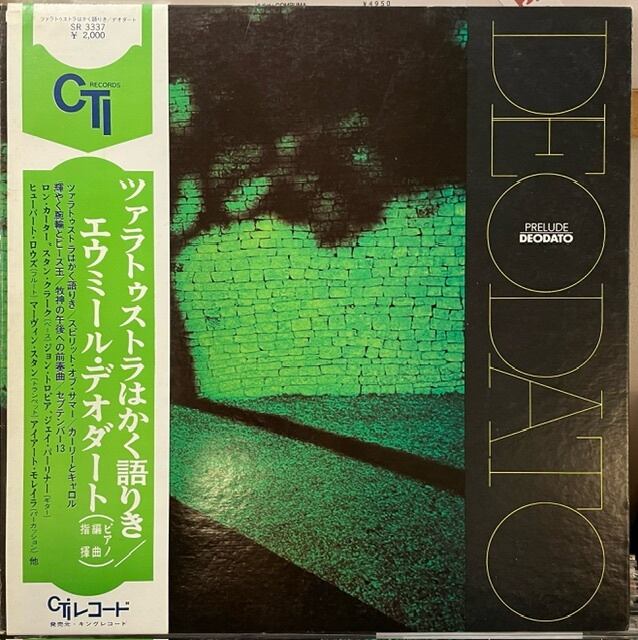 ツァラトゥストラはかく語りき/デオダート
SR 3337
¥ 2,000
CTI
RECORDS
ツァラトゥストラはかく語りき/
エウミール・デオダート(ピアノ 編曲 指揮)
ツァラトゥストラはかく語りき/スピリット・オブ・サマー/カーリーとキャロル
輝やく腕輪とビーズ玉/牧神の午後への前奏曲/セプテンバー13
ロン・カーター、スタン・クラーク(ベース)ジョン・トロピア、ジェイ・バーリナー(ギター)
ヒューバート・ロウズ(フルート)マーヴィン・スタン(トランペット)アイアート・モレイラ(パーカッション) 他
CTiレコード
発売元・キングレコード
DEODATO
PRELUDE
DEODATO
¥4950